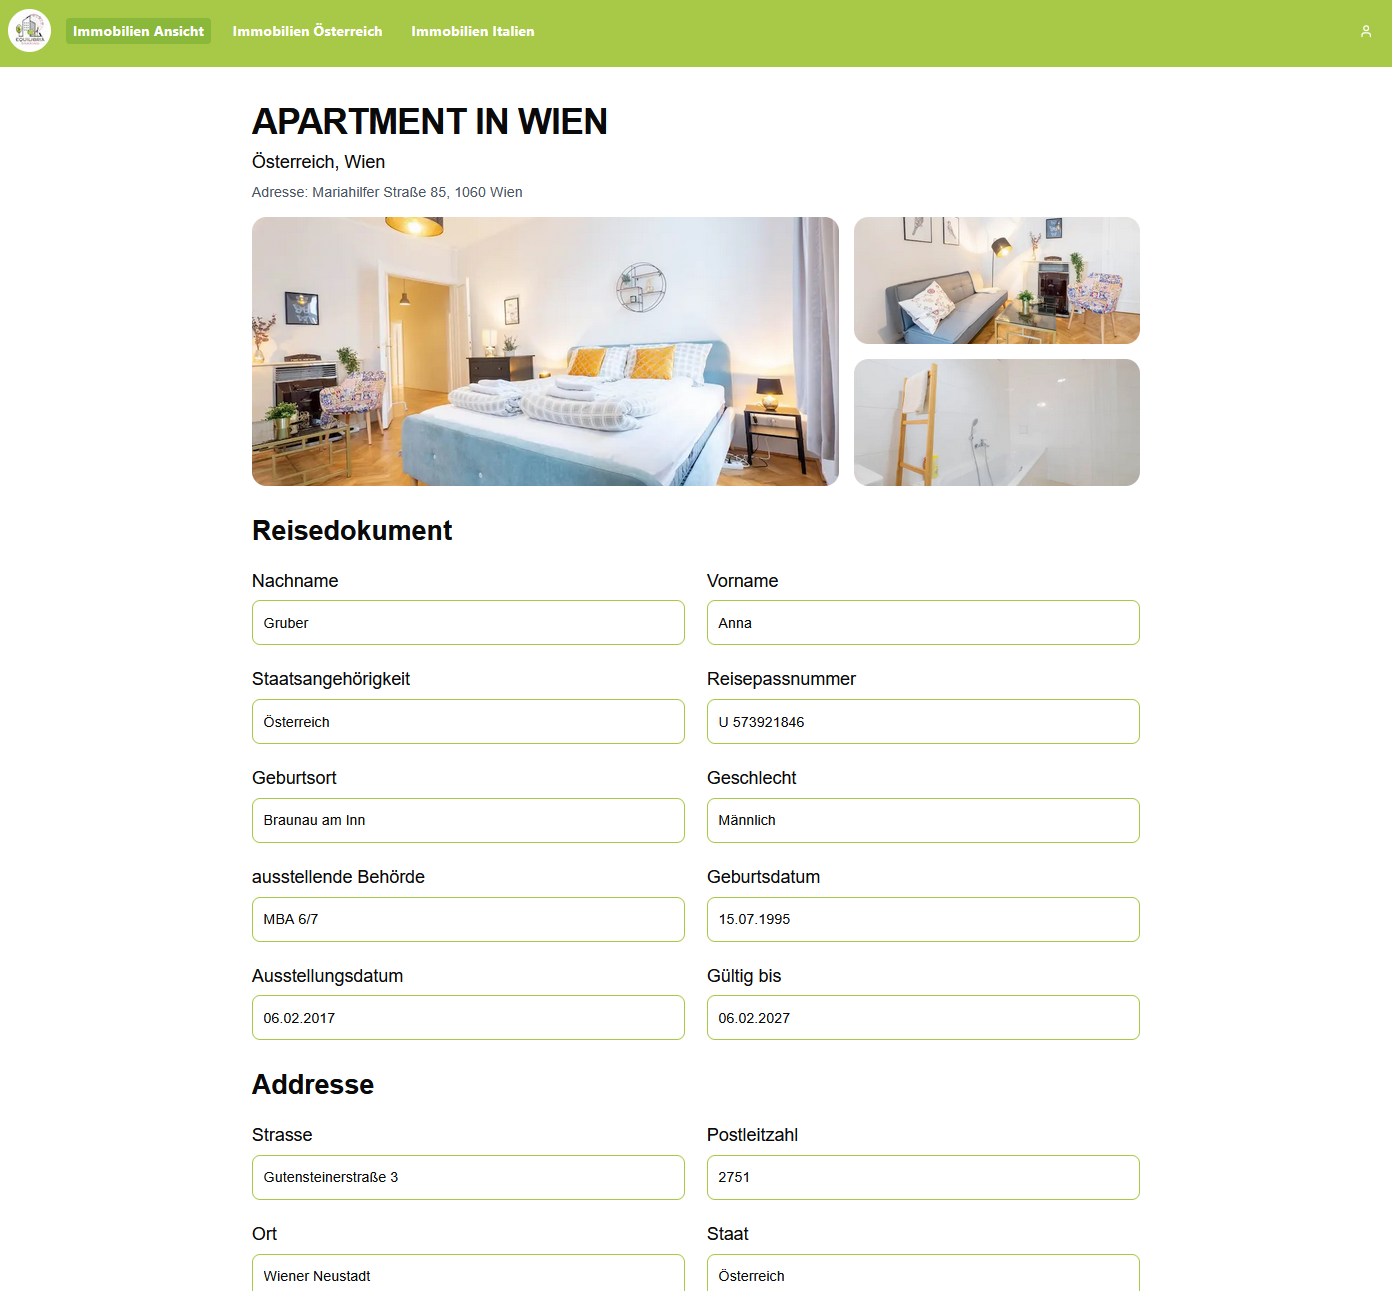 EQUILIBRIA
Immobilien Ansicht
Immobilien Österreich
Immobilien Italien
APARTMENT IN WIEN
Österreich, Wien
Adresse: Mariahilfer Straße 85, 1060 Wien
Reisedokument
Nachname
Vorname
Gruber
Anna
Staatsangehörigkeit
Reisepassnummer
Österreich
U 573921846
Geburtsort
Geschlecht
Braunau am Inn
Männlich
ausstellende Behörde
Geburtsdatum
MBA 6/7
15.07.1995
Ausstellungsdatum
Gültig bis
06.02.2017
06.02.2027
Addresse
Strasse
Postleitzahl
Gutensteinerstraße 3
2751
Ort
Staat
Wiener Neustadt
Österreich